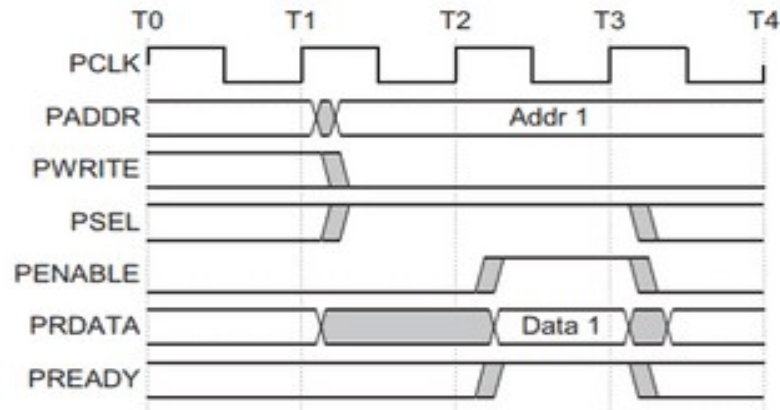 T0 T1 T2 T3 T4
PCLK
PADDR Addr 1
PWRITE
PSEL
PENABLE
PRDATA Data 1
PREADY